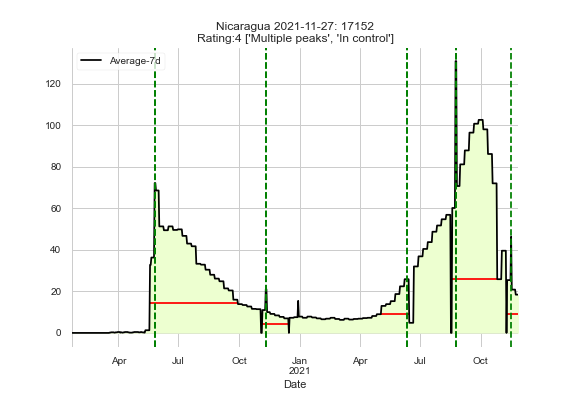 Nicaragua 2021-11-27: 17152
Rating:4 ['Multiple peaks', 'In control']
Average-7d
120
100
80
60
40
20
0
Apr Jul Oct Jan Apr Jul Oct
2021
Date